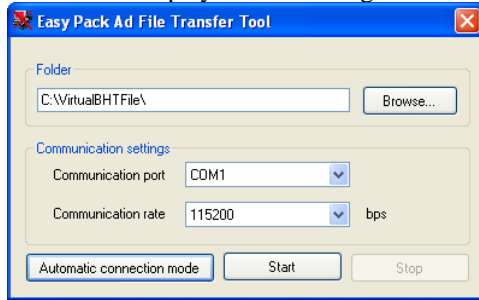 Easy Pack Ad File Transfer Tool
Folder
C:\VirtualBHTFile\ Browse...
Communication settings
Communication port COM1
Communication rate 115200 bps
Automatic connection mode Start Stop